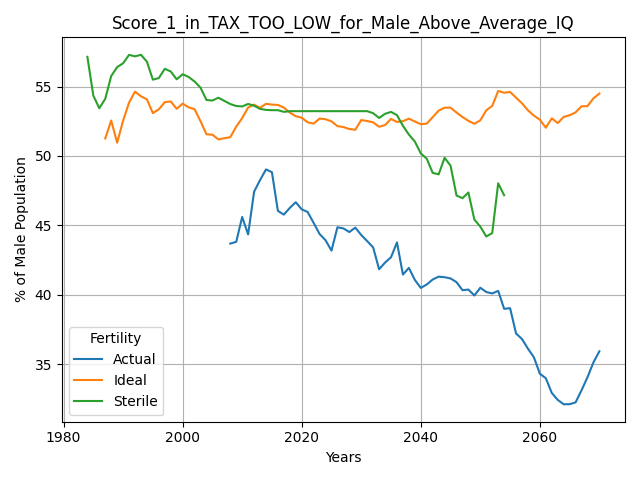 Score_1_in_TAX_TOO_LOW_for_Male_Above_Average_IQ
% of Male Population
55
50
45
40
35
Fertility
Actual
Ideal
Sterile
1980
2000
2020
2040
2060
Years